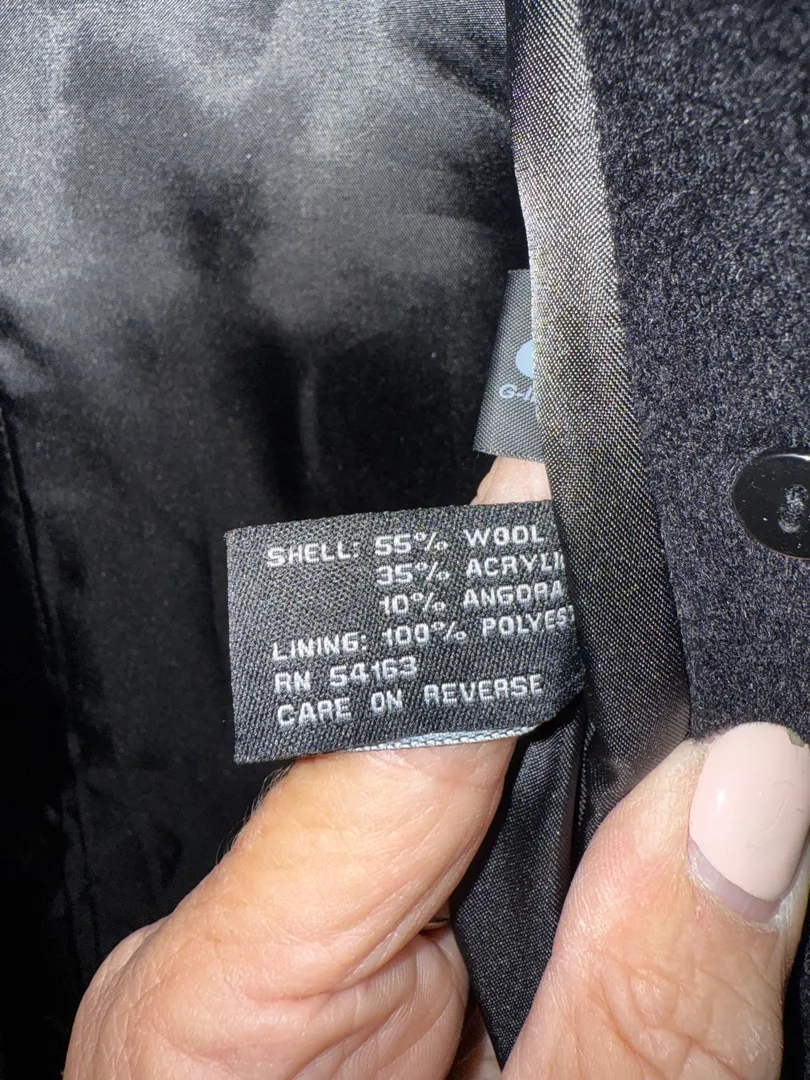 G-I
SHELL: 55% WOOL
35% ACRYLI
10% ANGORA
LINING: 100% POLYES
RN 54163
CARE ON REVERSE